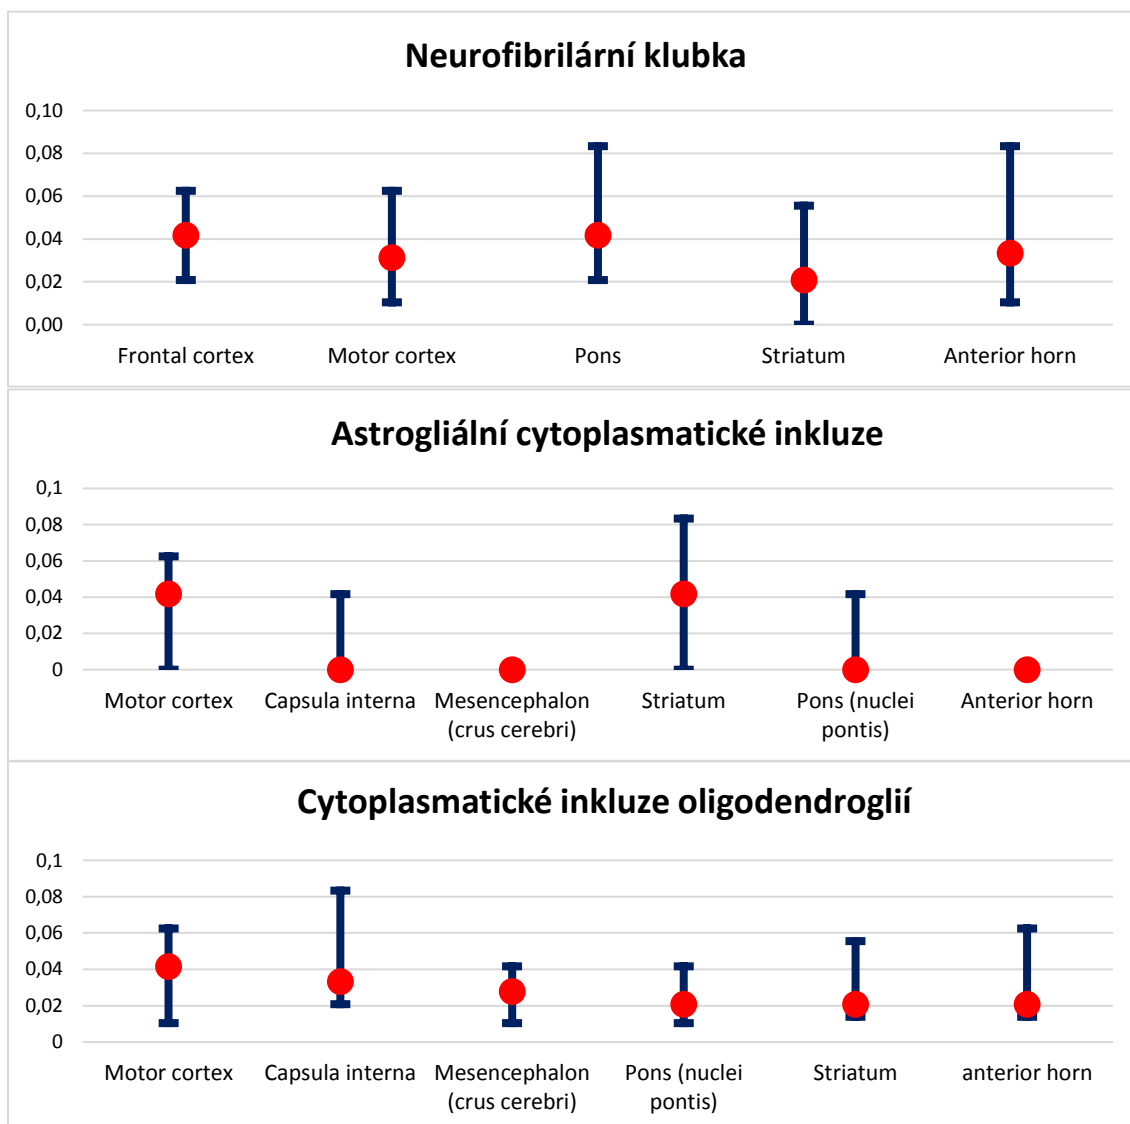 Neurofibrilární klubka
0,10
0,08
0,06
0,04
0,02
0,00
Frontal cortex
Motor cortex
Pons
Striatum
Anterior horn
Astrogliální cytoplasmatické inkluze
0,1
0,08
0,06
0,04
0,02
0
Motor cortex
Capsula interna
Mesencephalon
(crus cerebri)
Striatum
Pons (nuclei
pontis)
Anterior horn
Cytoplasmatické inkluze oligodendroglií
0,1
0,08
0,06
0,04
0,02
0
Motor cortex
Capsula interna
Mesencephalon
(crus cerebri)
Pons (nuclei
pontis)
Striatum
anterior horn